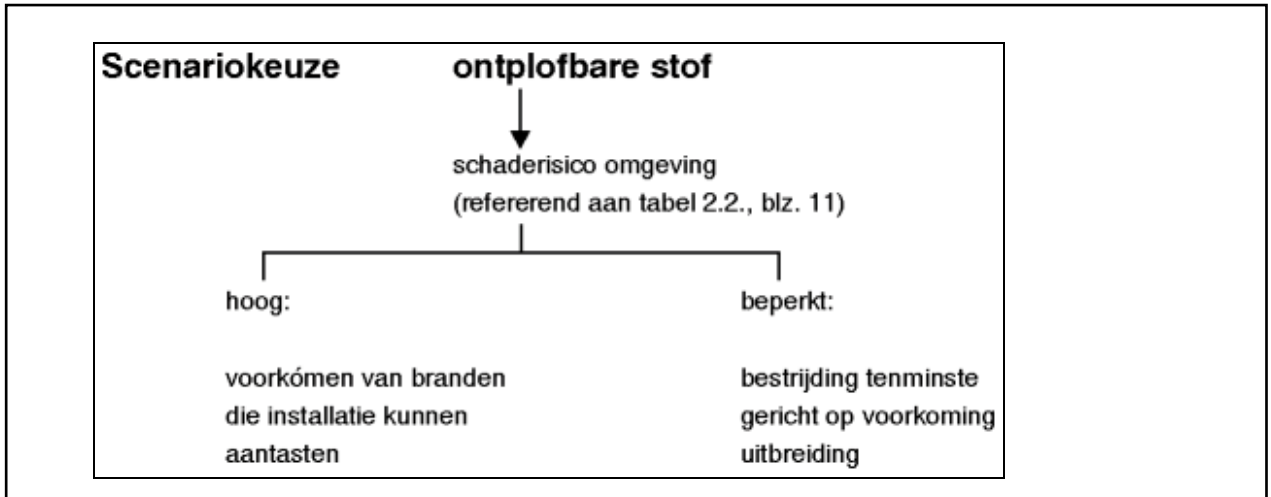 Scenariokeuze ontplofbare stof
schaderisico omgeving
(refererend aan tabel 2.2., blz. 11)
hoog:
voorkómen van branden
die installatie kunnen
aantasten
beperkt:
bestrijding tenminste
gericht op voorkoming
uitbreiding